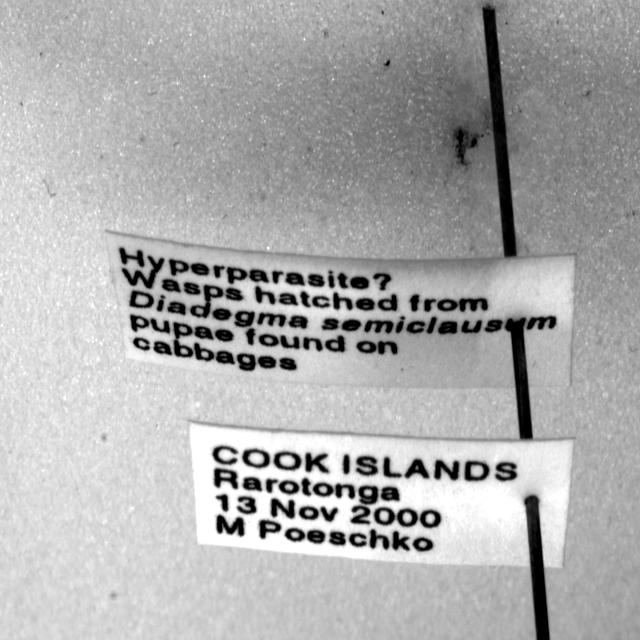 Hyperparasite?
Wasps hatched from
Diadegma semiclausum
pupae found on
cabbages
COOK ISLANDS
Rarotonga
13 Nov 2000
M Poeschko